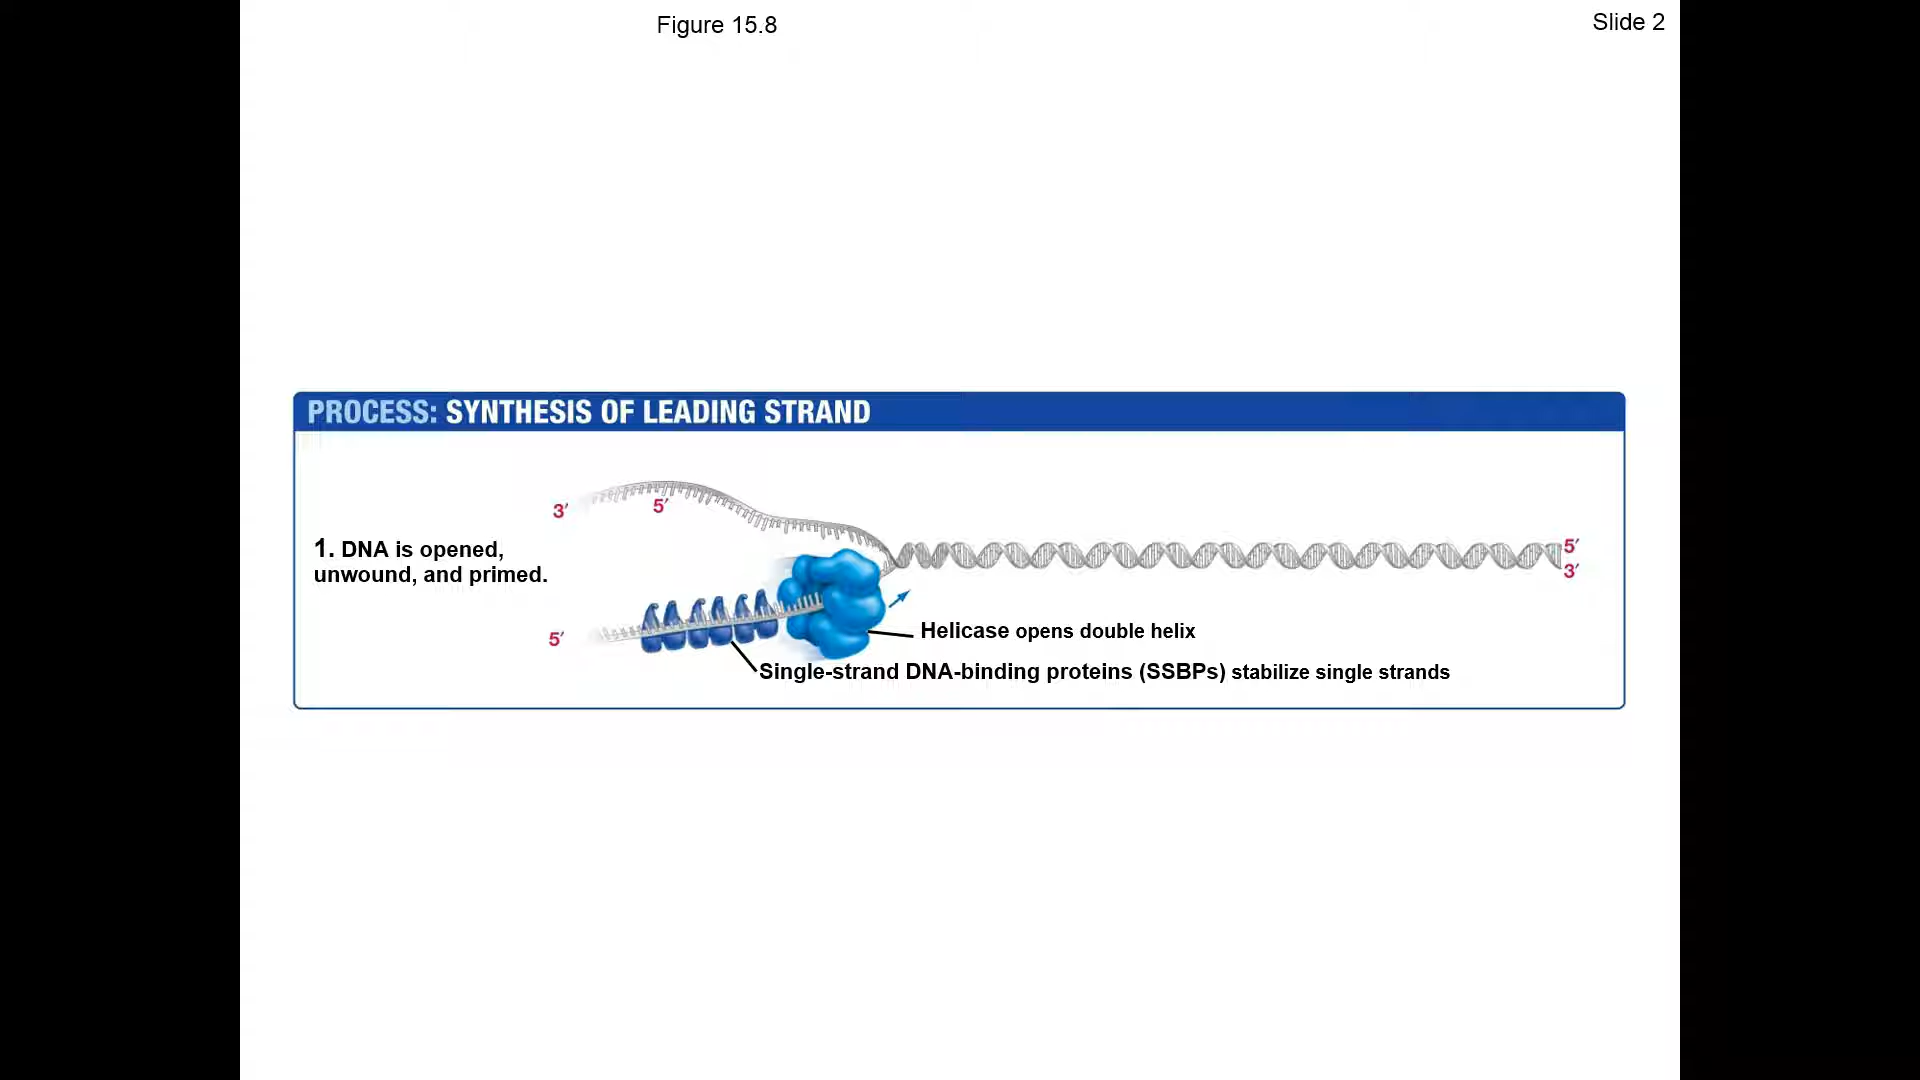 Figure 15.8
Slide 2
PROCESS: SYNTHESIS OF LEADING STRAND
3′
5′
1. DNA is opened,
unwound, and primed.
5′
3′
5′
Helicase opens double helix
Single-strand DNA-binding proteins (SSBPs) stabilize single strands